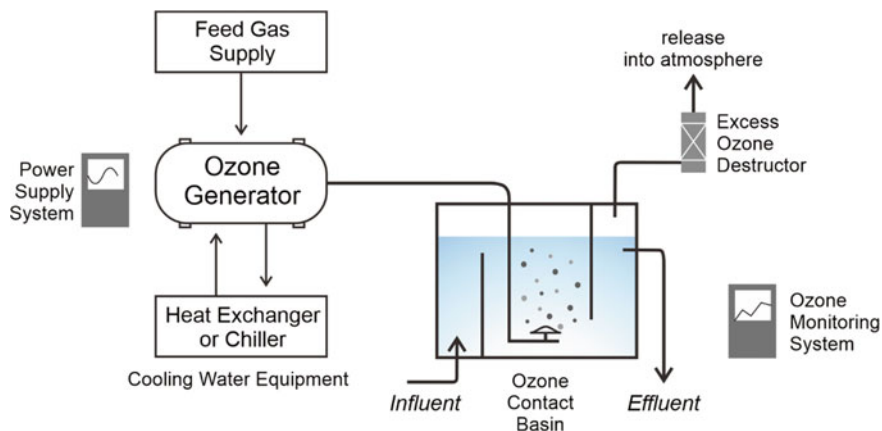 Feed Gas
Supply
release
into atmosphere
Excess
Ozone
Destructor
Power
Supply
System
Ozone
Generator
Heat Exchanger
or Chiller
Cooling Water Equipment
Ozone
Monitoring
System
Influent
Ozone
Contact
Basin
Effluent